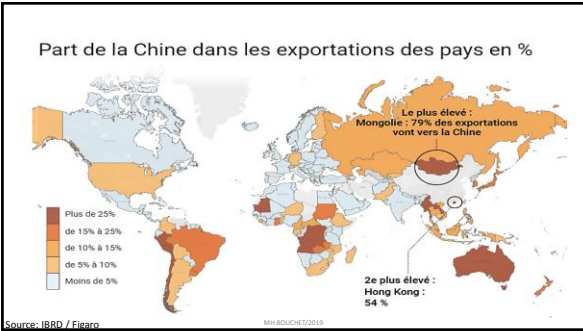 Part de la Chine dans les exportations des pays en %
Le plus élevé :
Mongolie : 79% des exportations
vont vers la Chine
Plus de 25%
de 15% à 25%
de 10% à 15%
de 5% à 10%
Moins de 5%
2e plus élevé :
Hong Kong :
54 %
Source: IBRD / Figaro
MH BOUCHET/2019